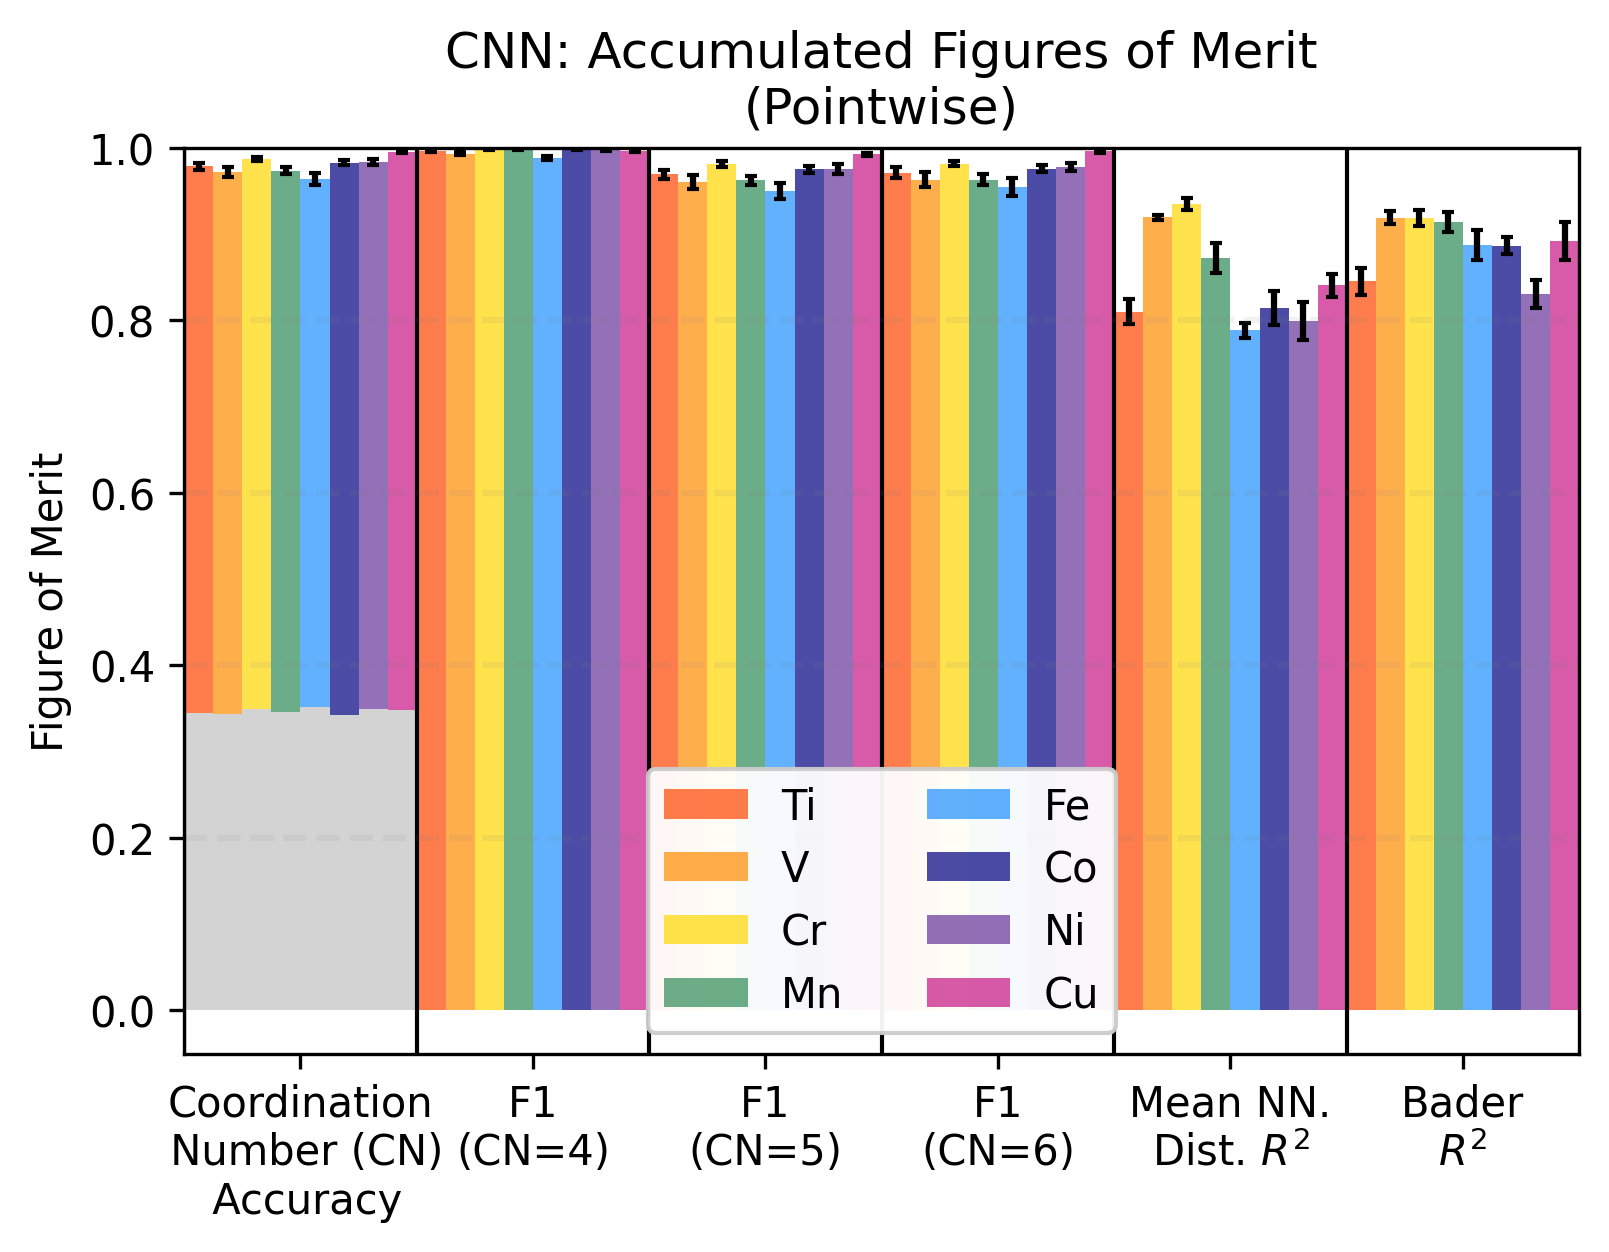 CNN: Accumulated Figures of Merit
(Pointwise)
Figure of Merit
1.0
0.8
0.6
0.4
0.2
0.0
Ti
V
Cr
Mn
Fe
Co
Ni
Cu
Coordination
Number (CN)
Accuracy
F1
(CN=4)
F1
(CN=5)
F1
(CN=6)
Mean NN.
Dist. R²
Bader
R²